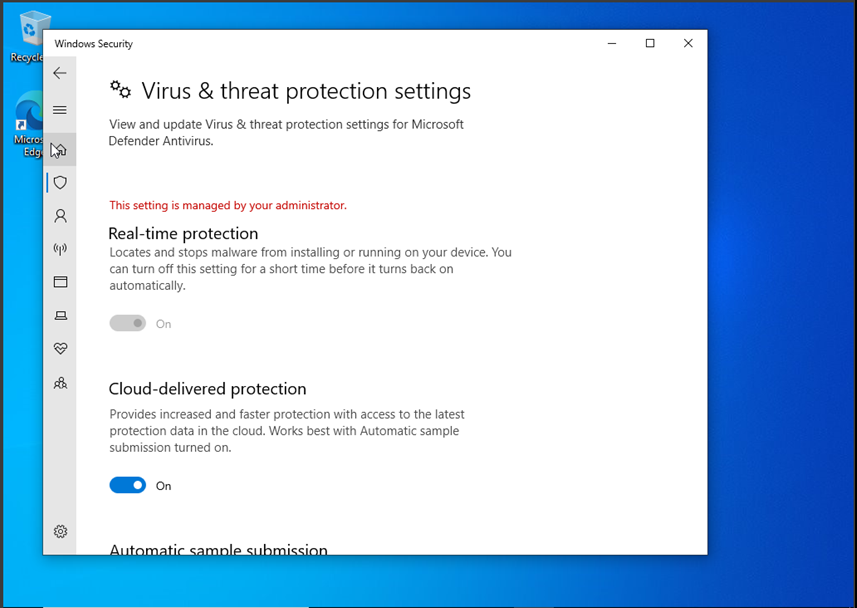 Recycle
Micros
Edg
Windows Security
Virus & threat protection settings
View and update Virus & threat protection settings for Microsoft
Defender Antivirus.
This setting is managed by your administrator.
Real-time protection
Locates and stops malware from installing or running on your device. You
can turn off this setting for a short time before it turns back on
automatically.
On
Cloud-delivered protection
Provides increased and faster protection with access to the latest
protection data in the cloud. Works best with Automatic sample
submission turned on.
On
Automatic sample submission